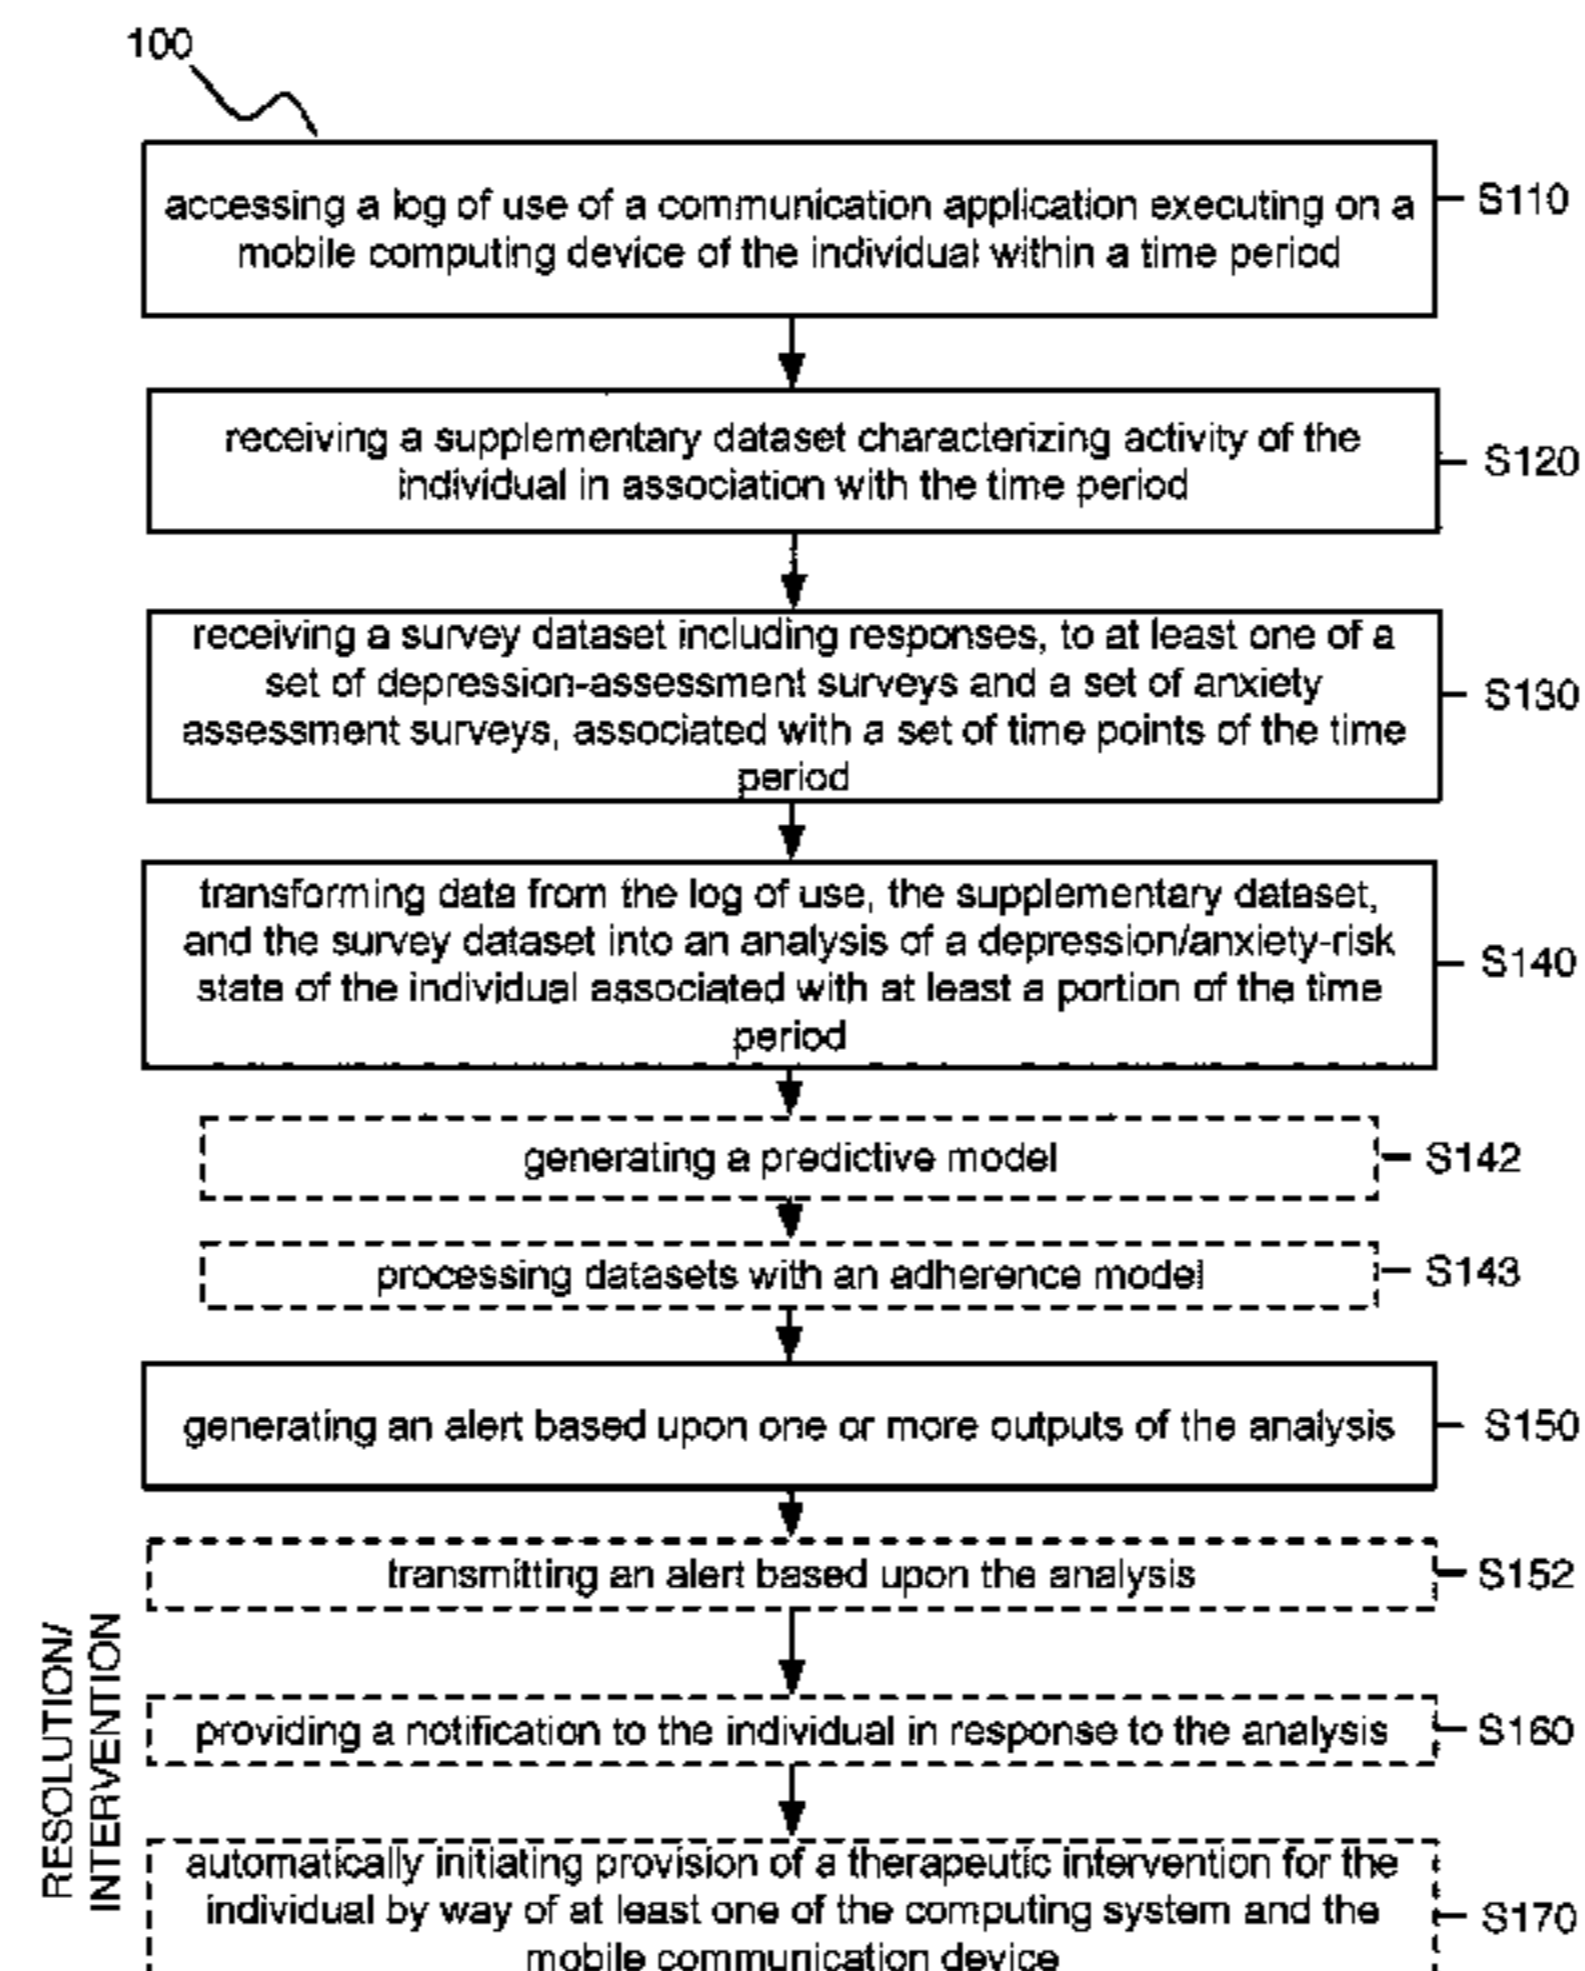 100
accessing a log of use of a communication application executing on a
mobile computing device of the individual within a time period
S110
receiving a supplementary dataset characterizing activity of the
individual in association with the time period
S120
receiving a survey dataset including responses, to at least one of a
set of depression-assessment surveys and a set of anxiety
assessment surveys, associated with a set of time points of the time
period
S130
transforming data from the log of use, the supplementary dataset,
and the survey dataset into an analysis of a depression/anxiety-risk
state of the individual associated with at least a portion of the time
period
S140
generating a predictive model
S142
processing datasets with an adherence model
S143
generating an alert based upon one or more outputs of the analysis
S150
transmitting an alert based upon the analysis
S152
RESOLUTION/
INTERVENTION
providing a notification to the individual in response to the analysis
S160
automatically initiating provision of a therapeutic intervention for the
individual by way of at least one of the computing system and the
mobile communication device
S170